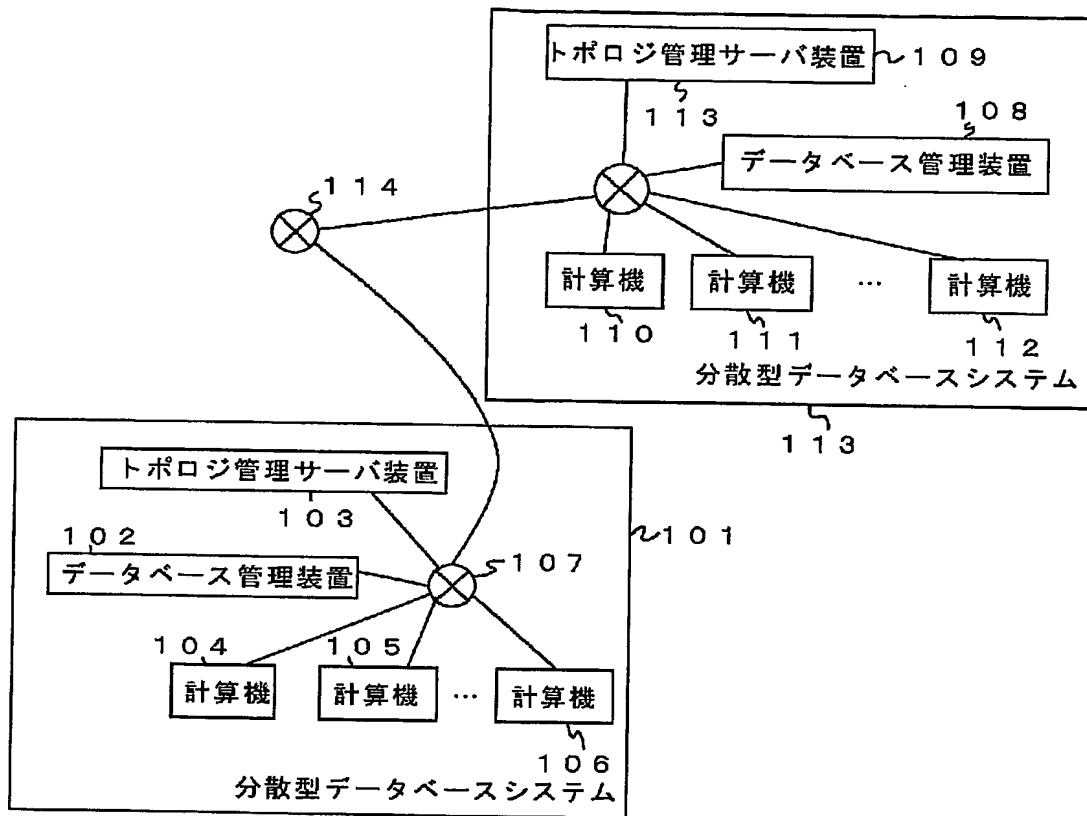 トポロジ管理サーバ装置
109
113
108
データベース管理装置
114
計算機
計算機
…
計算機
110
111
112
分散型データベースシステム
113
トポロジ管理サーバ装置
103
101
102
データベース管理装置
107
104
105
計算機
計算機
…
計算機
106
分散型データベースシステム